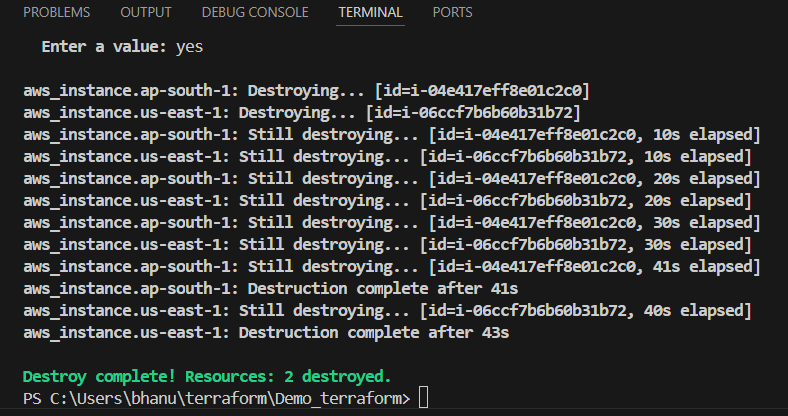 PROBLEMS OUTPUT DEBUG CONSOLE TERMINAL PORTS
Enter a value: yes
aws_instance.ap-south-1: Destroying... [id=i-04e417eff8e01c2c0]
aws_instance.us-east-1: Destroying... [id=i-06ccf7b6b60b31b72]
aws_instance.ap-south-1: Still destroying... [id=i-04e417eff8e01c2c0, 10s elapsed]
aws_instance.us-east-1: Still destroying... [id=i-06ccf7b6b60b31b72, 10s elapsed]
aws_instance.ap-south-1: Still destroying... [id=i-04e417eff8e01c2c0, 20s elapsed]
aws_instance.us-east-1: Still destroying... [id=i-06ccf7b6b60b31b72, 20s elapsed]
aws_instance.ap-south-1: Still destroying... [id=i-04e417eff8e01c2c0, 30s elapsed]
aws_instance.us-east-1: Still destroying... [id=i-06ccf7b6b60b31b72, 30s elapsed]
aws_instance.ap-south-1: Still destroying... [id=i-04e417eff8e01c2c0, 41s elapsed]
aws_instance.ap-south-1: Destruction complete after 41s
aws_instance.us-east-1: Still destroying... [id=i-06ccf7b6b60b31b72, 40s elapsed]
aws_instance.us-east-1: Destruction complete after 43s
Destroy complete! Resources: 2 destroyed.
PS C:\Users\bhanu\terraform\Demo_terraform>